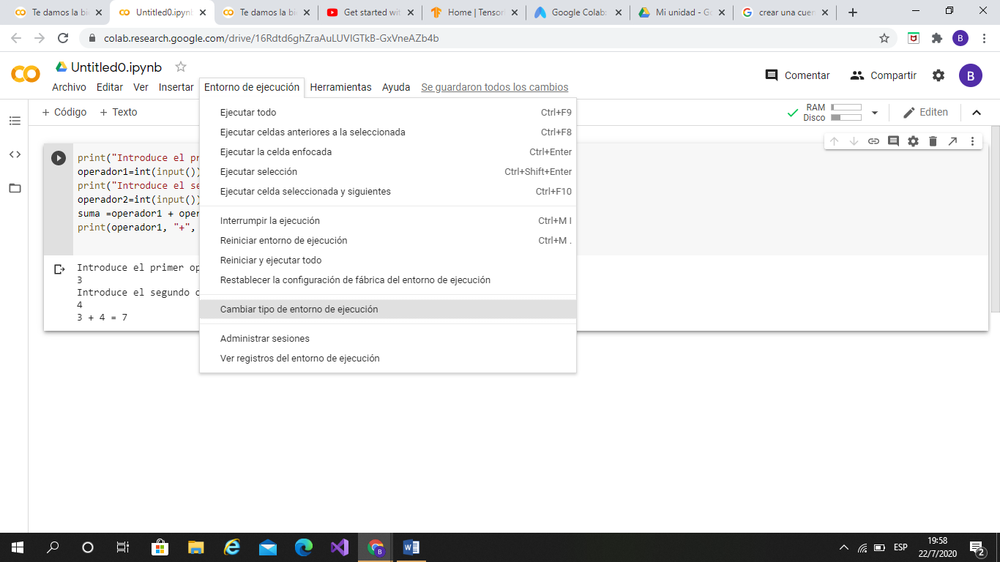 Te damos la bi
Untitled0.ipynb
Te damos la bi
Get started wit
Home | Tensor
Google Colab
Mi unidad - Go
crear una cuen
colab.research.google.com/drive/16Rdtd6ghZraAuLUVIGTkB-GxVneAZb4b
B
Untitled0.ipynb
Comentar
Compartir
B
Archivo Editar Ver Insertar Entorno de ejecución Herramientas Ayuda Se guardaron todos los cambios
+ Código + Texto
RAM
Disco
Editen
Ejecutar todo Ctrl+F9
Ejecutar celdas anteriores a la seleccionada Ctrl+F8
Ejecutar la celda enfocada Ctrl+Enter
Ejecutar selección Ctrl+Shift+Enter
Ejecutar celda seleccionada y siguientes Ctrl+F10
Interrumpir la ejecución Ctrl+M I
Reiniciar entorno de ejecución Ctrl+M .
Reiniciar y ejecutar todo
Restablecer la configuración de fábrica del entorno de ejecución
Cambiar tipo de entorno de ejecución
Administrar sesiones
Ver registros del entorno de ejecución
print("Introduce el pr
operador1=int(input())
print("Introduce el se
operador2=int(input())
suma =operador1 + oper
print(operador1, "+",
Introduce el primer op
3
Introduce el segundo o
4
3 + 4 = 7
B
ESP
19:58
22/7/2020
2